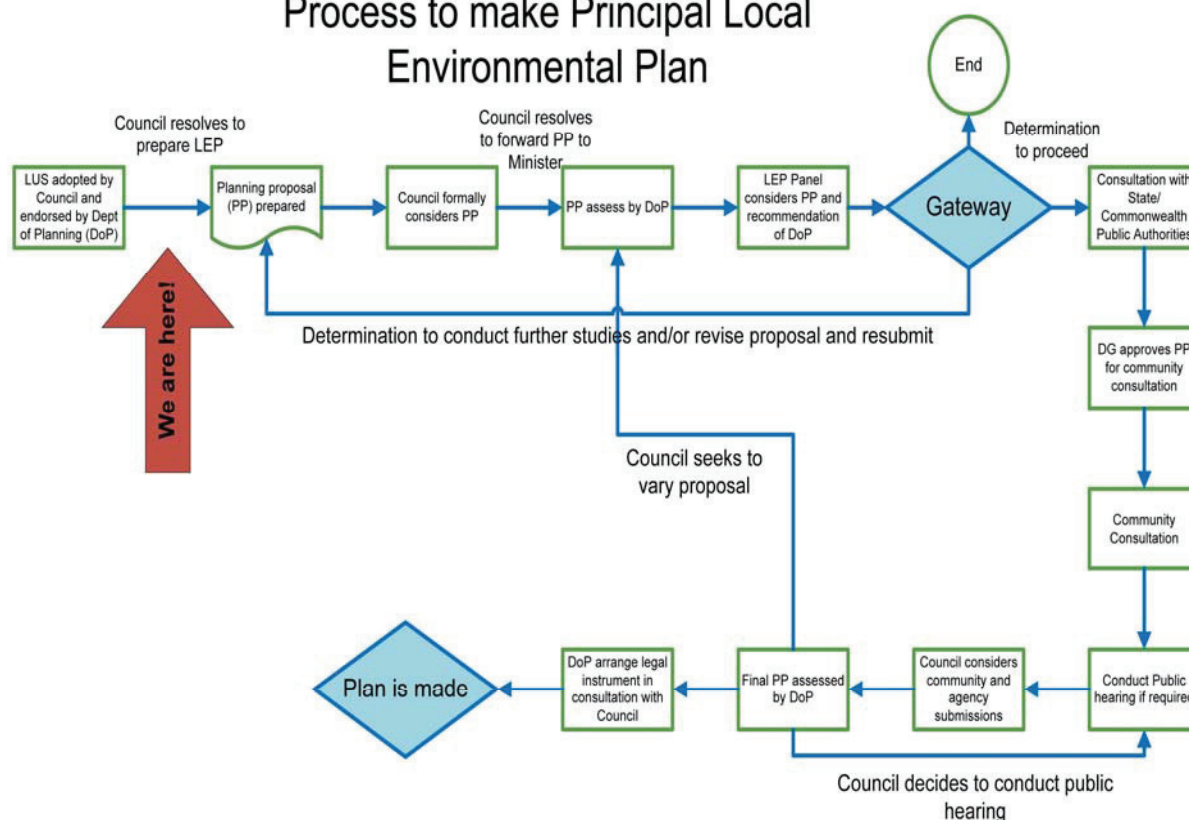 Process to make Principal Local
Environmental Plan
End
Council resolves to
prepare LEP
Council resolves
to forward PP to
Minister
Determination
to proceed
LUS adopted by
Council and
endorsed by Dept
of Planning (DoP)
Planning proposal
(PP) prepared
Council formally
considers PP
PP assess by DoP
LEP Panel
considers PP and
recommendation
of DoP
Gateway
Consultation with
State/
Commonwealth
Public Authorities
We are here!
Determination to conduct further studies and/or revise proposal and resubmit
DG approves PP
for community
consultation
Council seeks to
vary proposal
Community
Consultation
Plan is made
DoP arrange legal
instrument in
consultation with
Council
Final PP assessed
by DoP
Council considers
community and
agency
submissions
Conduct Public
hearing if required
Council decides to conduct public
hearing